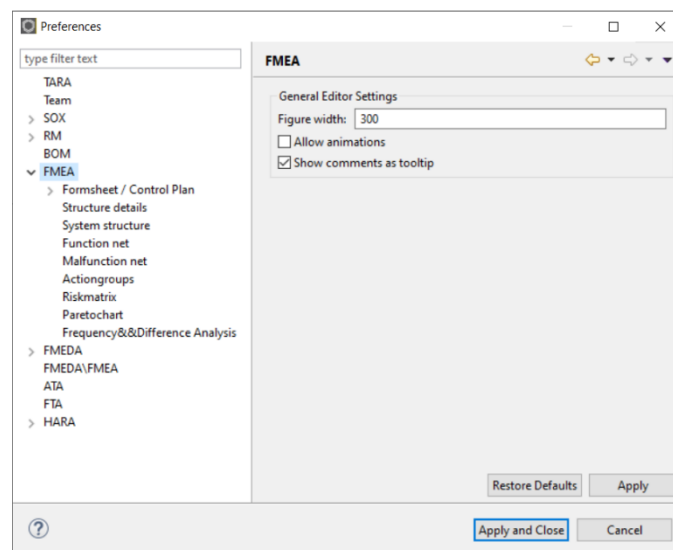 Preferences
type filter text
TARA
Team
SOX
RM
BOM
FMEA
Formsheet / Control Plan
Structure details
System structure
Function net
Malfunction net
Actiongroups
Riskmatrix
Paretochart
Frequency&&Difference Analysis
FMEDA
FMEDA\FMEA
ATA
FTA
HARA
FMEA
General Editor Settings
Figure width: 300
Allow animations
Show comments as tooltip
Restore Defaults Apply
? Apply and Close Cancel